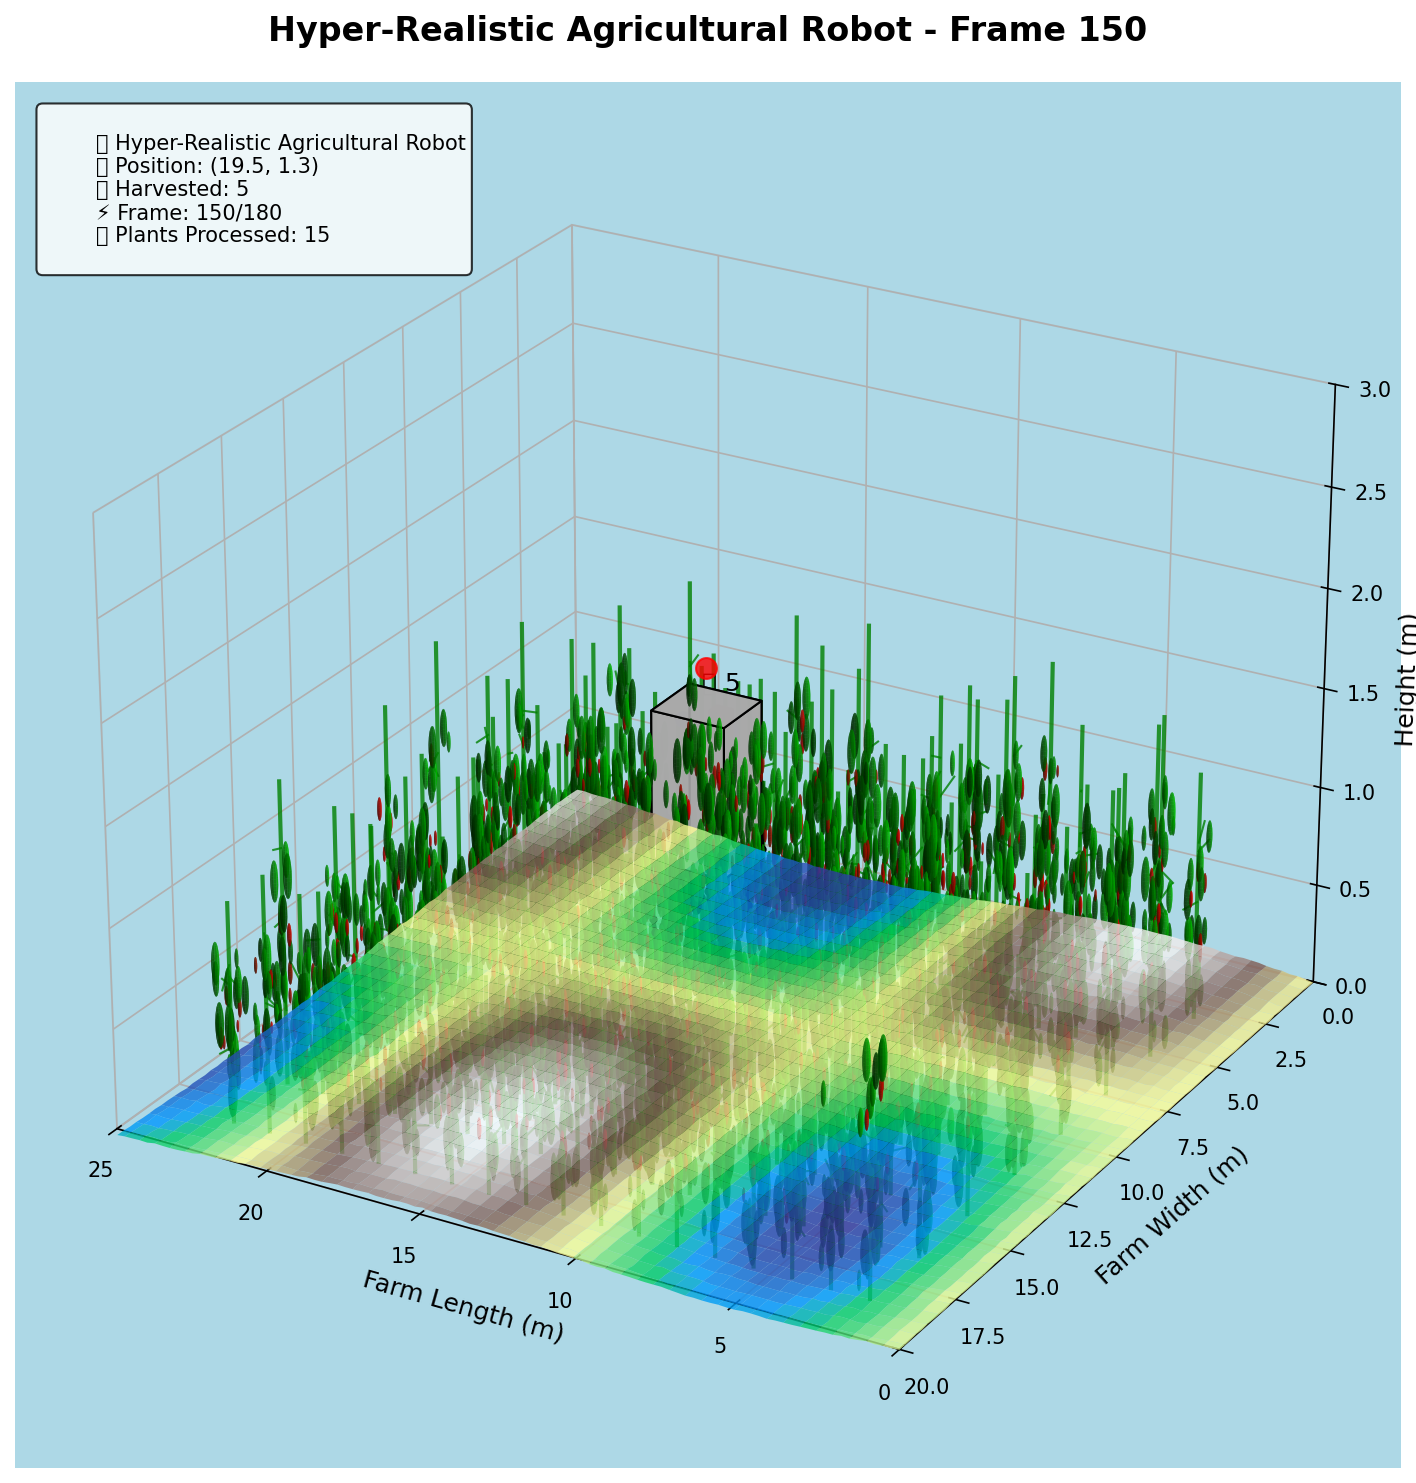 Hyper-Realistic Agricultural Robot - Frame 150
▯ Hyper-Realistic Agricultural Robot
▯ Position: (19.5, 1.3)
▯ Harvested: 5
⚡ Frame: 150/180
▯ Plants Processed: 15
5
3.0
2.5
2.0
1.5
1.0
0.5
0.0
Height (m)
0.0
2.5
5.0
7.5
10.0
12.5
15.0
17.5
20.0
Farm Width (m)
25
20
15
10
5
0
Farm Length (m)